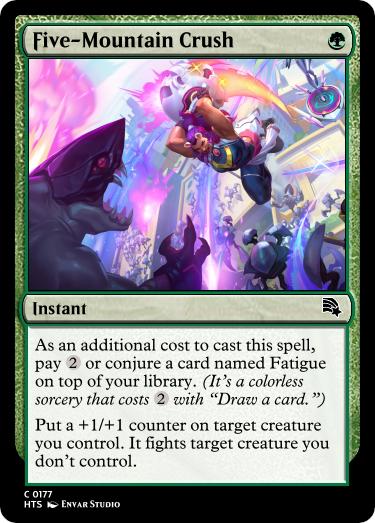 Five-Mountain Crush
Instant
As an additional cost to cast this spell,
pay 2 or conjure a card named Fatigue
on top of your library. (It's a colorless
sorcery that costs 2 with “Draw a card.”)
Put a +1/+1 counter on target creature
you control. It fights target creature you
don't control.
C 0177
HTS Envar Studio